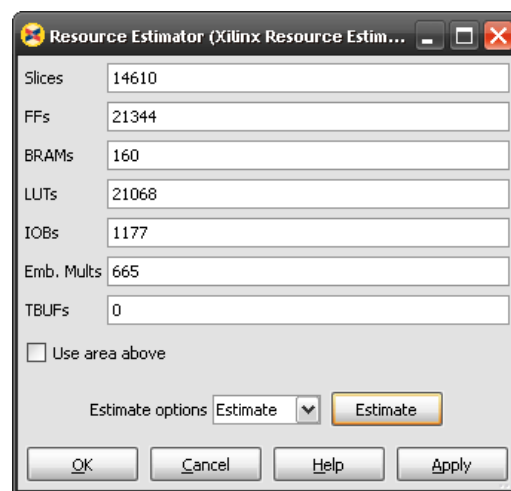 Resource Estimator (Xilinx Resource Estim...
Slices 14610
FFs 21344
BRAMs 160
LUTs 21068
IOBs 1177
Emb. Mults 665
TBUFs 0
Use area above
Estimate options Estimate Estimate
OK Cancel Help Apply